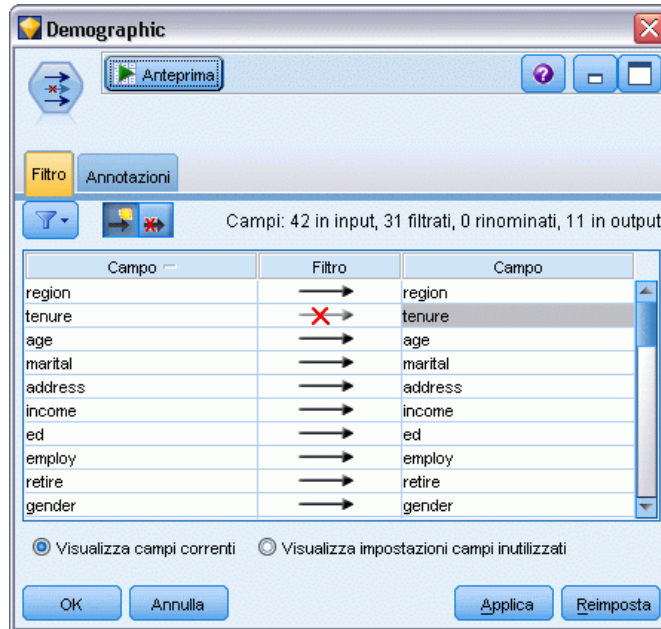 Demographic
Anteprima
Filtro Annotazioni
Campi: 42 in input, 31 filtrati, 0 rinominati, 11 in output
Campo Filtro Campo
region region
tenure tenure
age age
marital marital
address address
income income
ed ed
employ employ
retire retire
gender gender
Visualizza campi correnti Visualizza impostazioni campi inutilizzati
OK Annulla Applica Reimposta